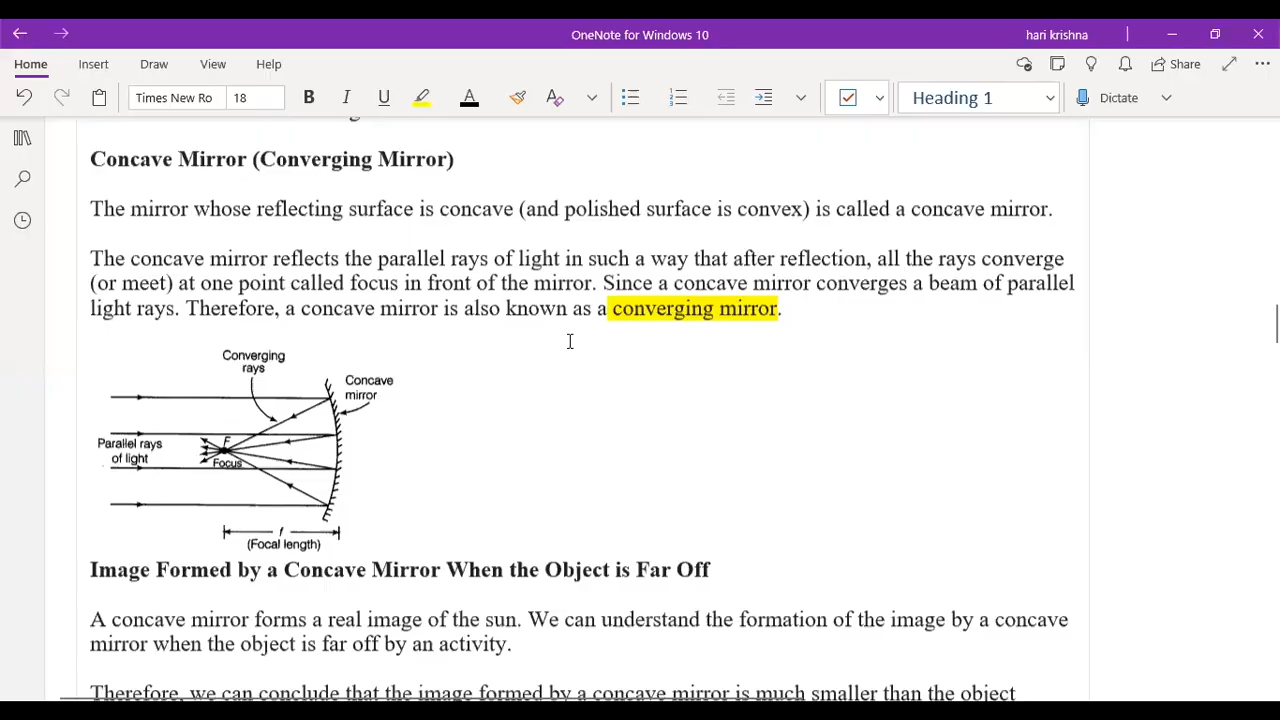 OneNote for Windows 10
hari krishna
Home Insert Draw View Help
Share
Times New Ro 18 B I U A Heading 1 Dictate
Concave Mirror (Converging Mirror)
The mirror whose reflecting surface is concave (and polished surface is convex) is called a concave mirror.
The concave mirror reflects the parallel rays of light in such a way that after reflection, all the rays converge
(or meet) at one point called focus in front of the mirror. Since a concave mirror converges a beam of parallel
light rays. Therefore, a concave mirror is also known as a converging mirror.
Converging
rays
Concave
mirror
Parallel rays
of light
F
Focus
f
(Focal length)
Image Formed by a Concave Mirror When the Object is Far Off
A concave mirror forms a real image of the sun. We can understand the formation of the image by a concave
mirror when the object is far off by an activity.
Therefore, we can conclude that the image formed by a concave mirror is much smaller than the object